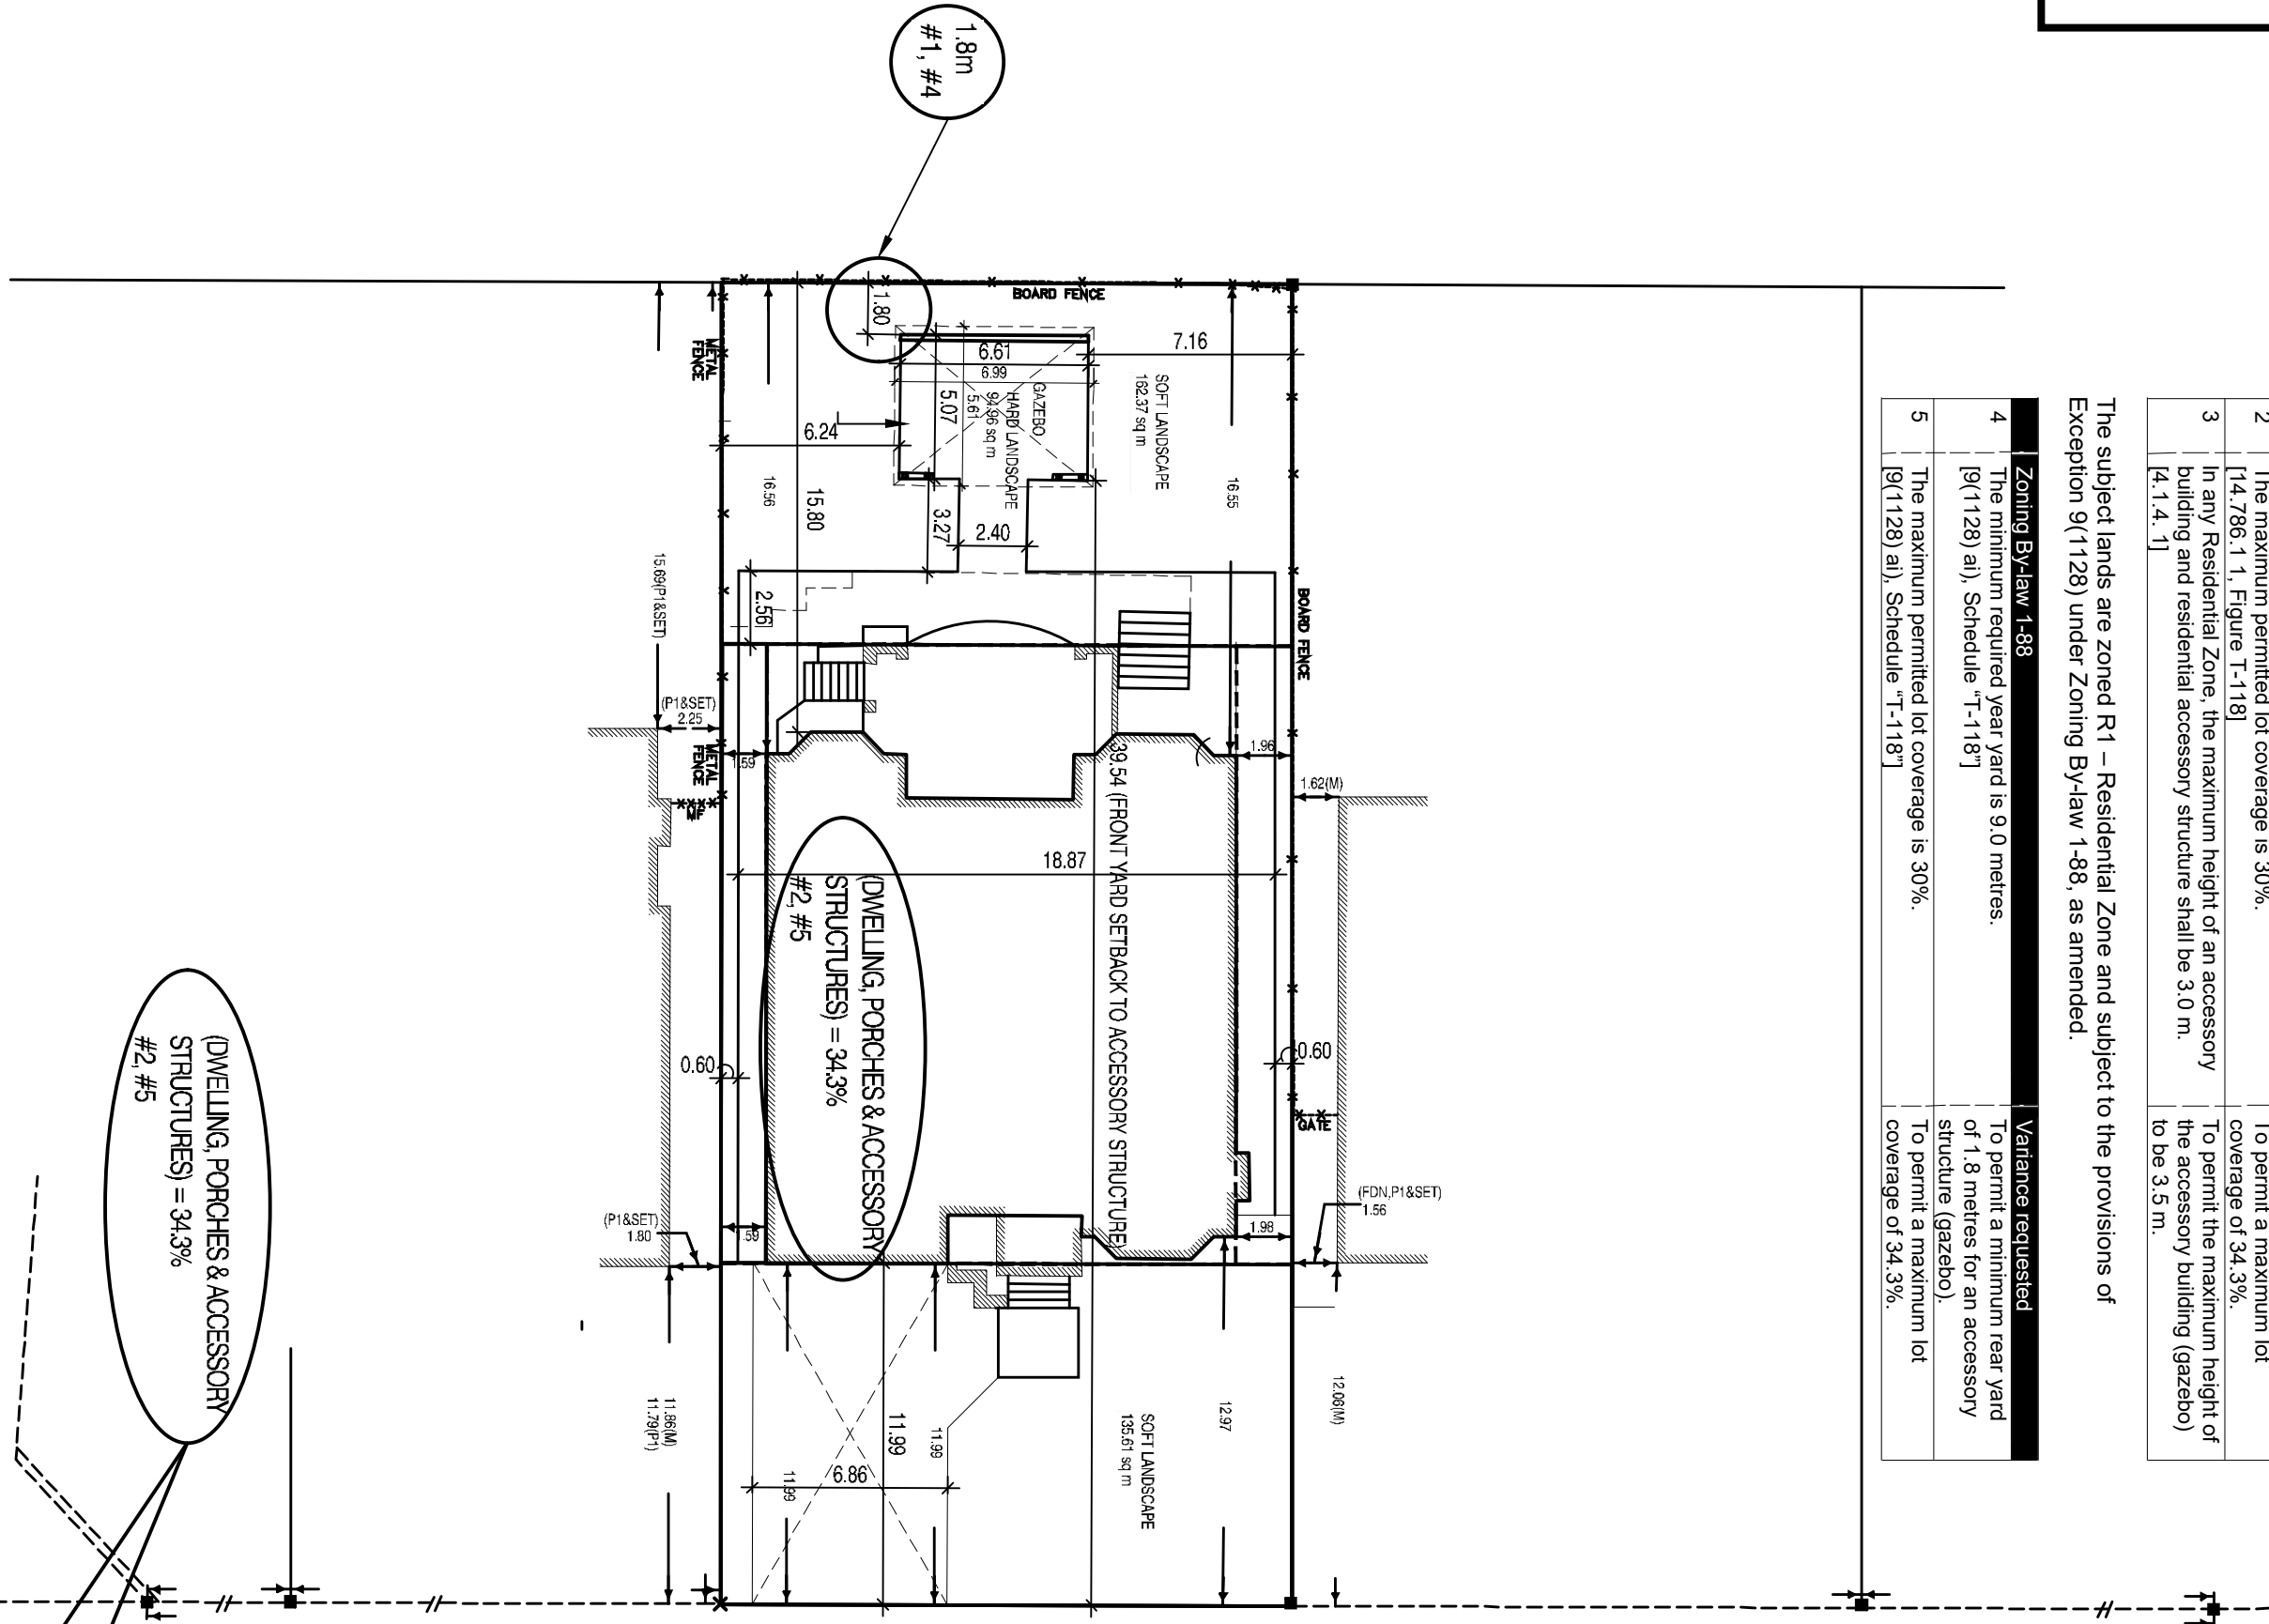 2
The maximum permitted lot coverage is 30%.
[14.786.1 1, Figure T-118]
To permit a maximum lot
coverage of 34.3%.
3
In any Residential Zone, the maximum height of an accessory
building and residential accessory structure shall be 3.0 m.
[4.1.4. 1]
To permit the maximum height of
the accessory building (gazebo)
to be 3.5 m.
The subject lands are zoned R1 – Residential Zone and subject to the provisions of
Exception 9(1128) under Zoning By-law 1-88, as amended.
Zoning By-law 1-88
Variance requested
4
The minimum required year yard is 9.0 metres.
[9(1128) ai), Schedule “T-118”]
To permit a minimum rear yard
of 1.8 metres for an accessory
structure (gazebo).
5
The maximum permitted lot coverage is 30%.
[9(1128) ai), Schedule “T-118”]
To permit a maximum lot
coverage of 34.3%.
1.8m
#1, #4
1.80
BOARD FENCE
METAL
FENCE
6.61
6.99
7.16
GAZEBO
HARD LANDSCAPE
94.96 sq m
5.61
5.07
SOFT LANDSCAPE
162.37 sq m
6.24
16.56
15.80
3.27
2.40
16.55
15.69(P1&SET)
2.56
BOARD FENCE
(P1&SET)
2.25
METAL
FENCE
1.59
1.96
1.62(M)
39.54 (FRONT YARD SETBACK TO ACCESSORY STRUCTURE)
18.87
(DWELLING, PORCHES & ACCESSORY
STRUCTURES) = 34.3%
#2, #5
0.60
0.60
GATE
(P1&SET)
1.80
1.59
1.98
(FDN,P1&SET)
1.56
11.86(M)
11.79(P1)
11.99
11.99
11.99
6.86
12.97
12.06(M)
SOFT LANDSCAPE
135.61 sq m
(DWELLING, PORCHES & ACCESSORY
STRUCTURES) = 34.3%
#2, #5